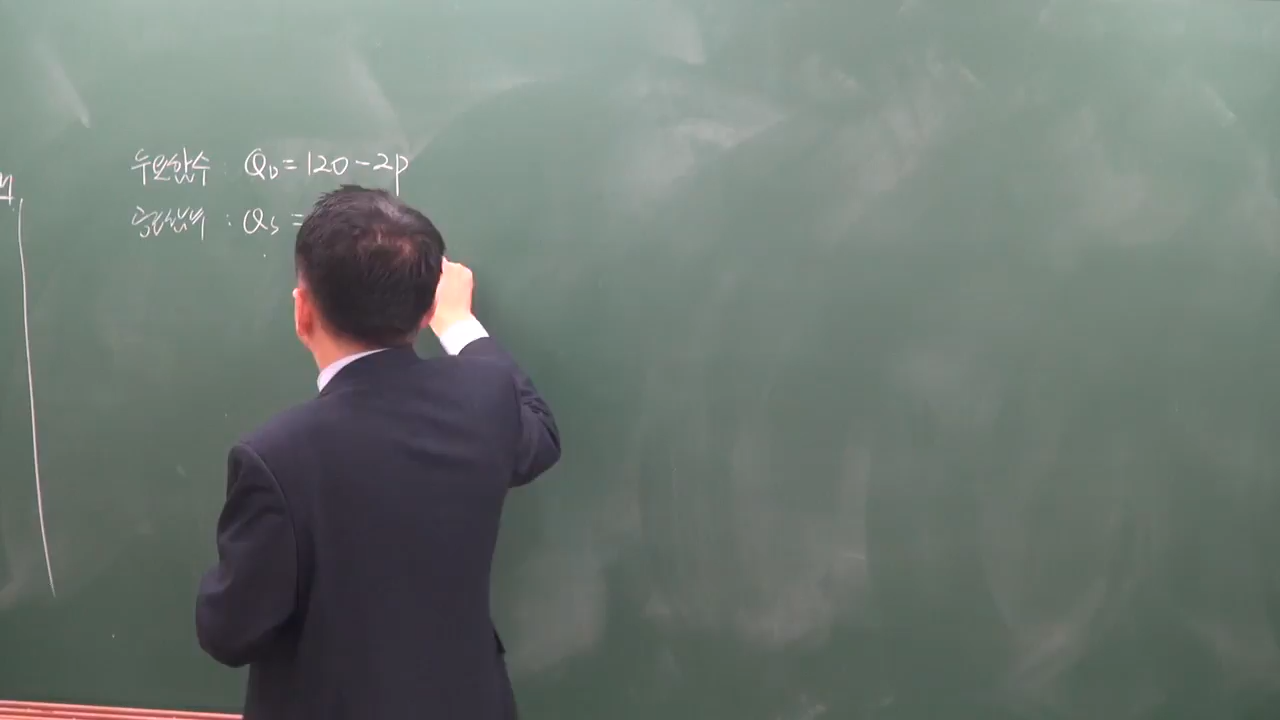 수요함수 : Q_D = 120 - 2P
공급함수 : Q_S =